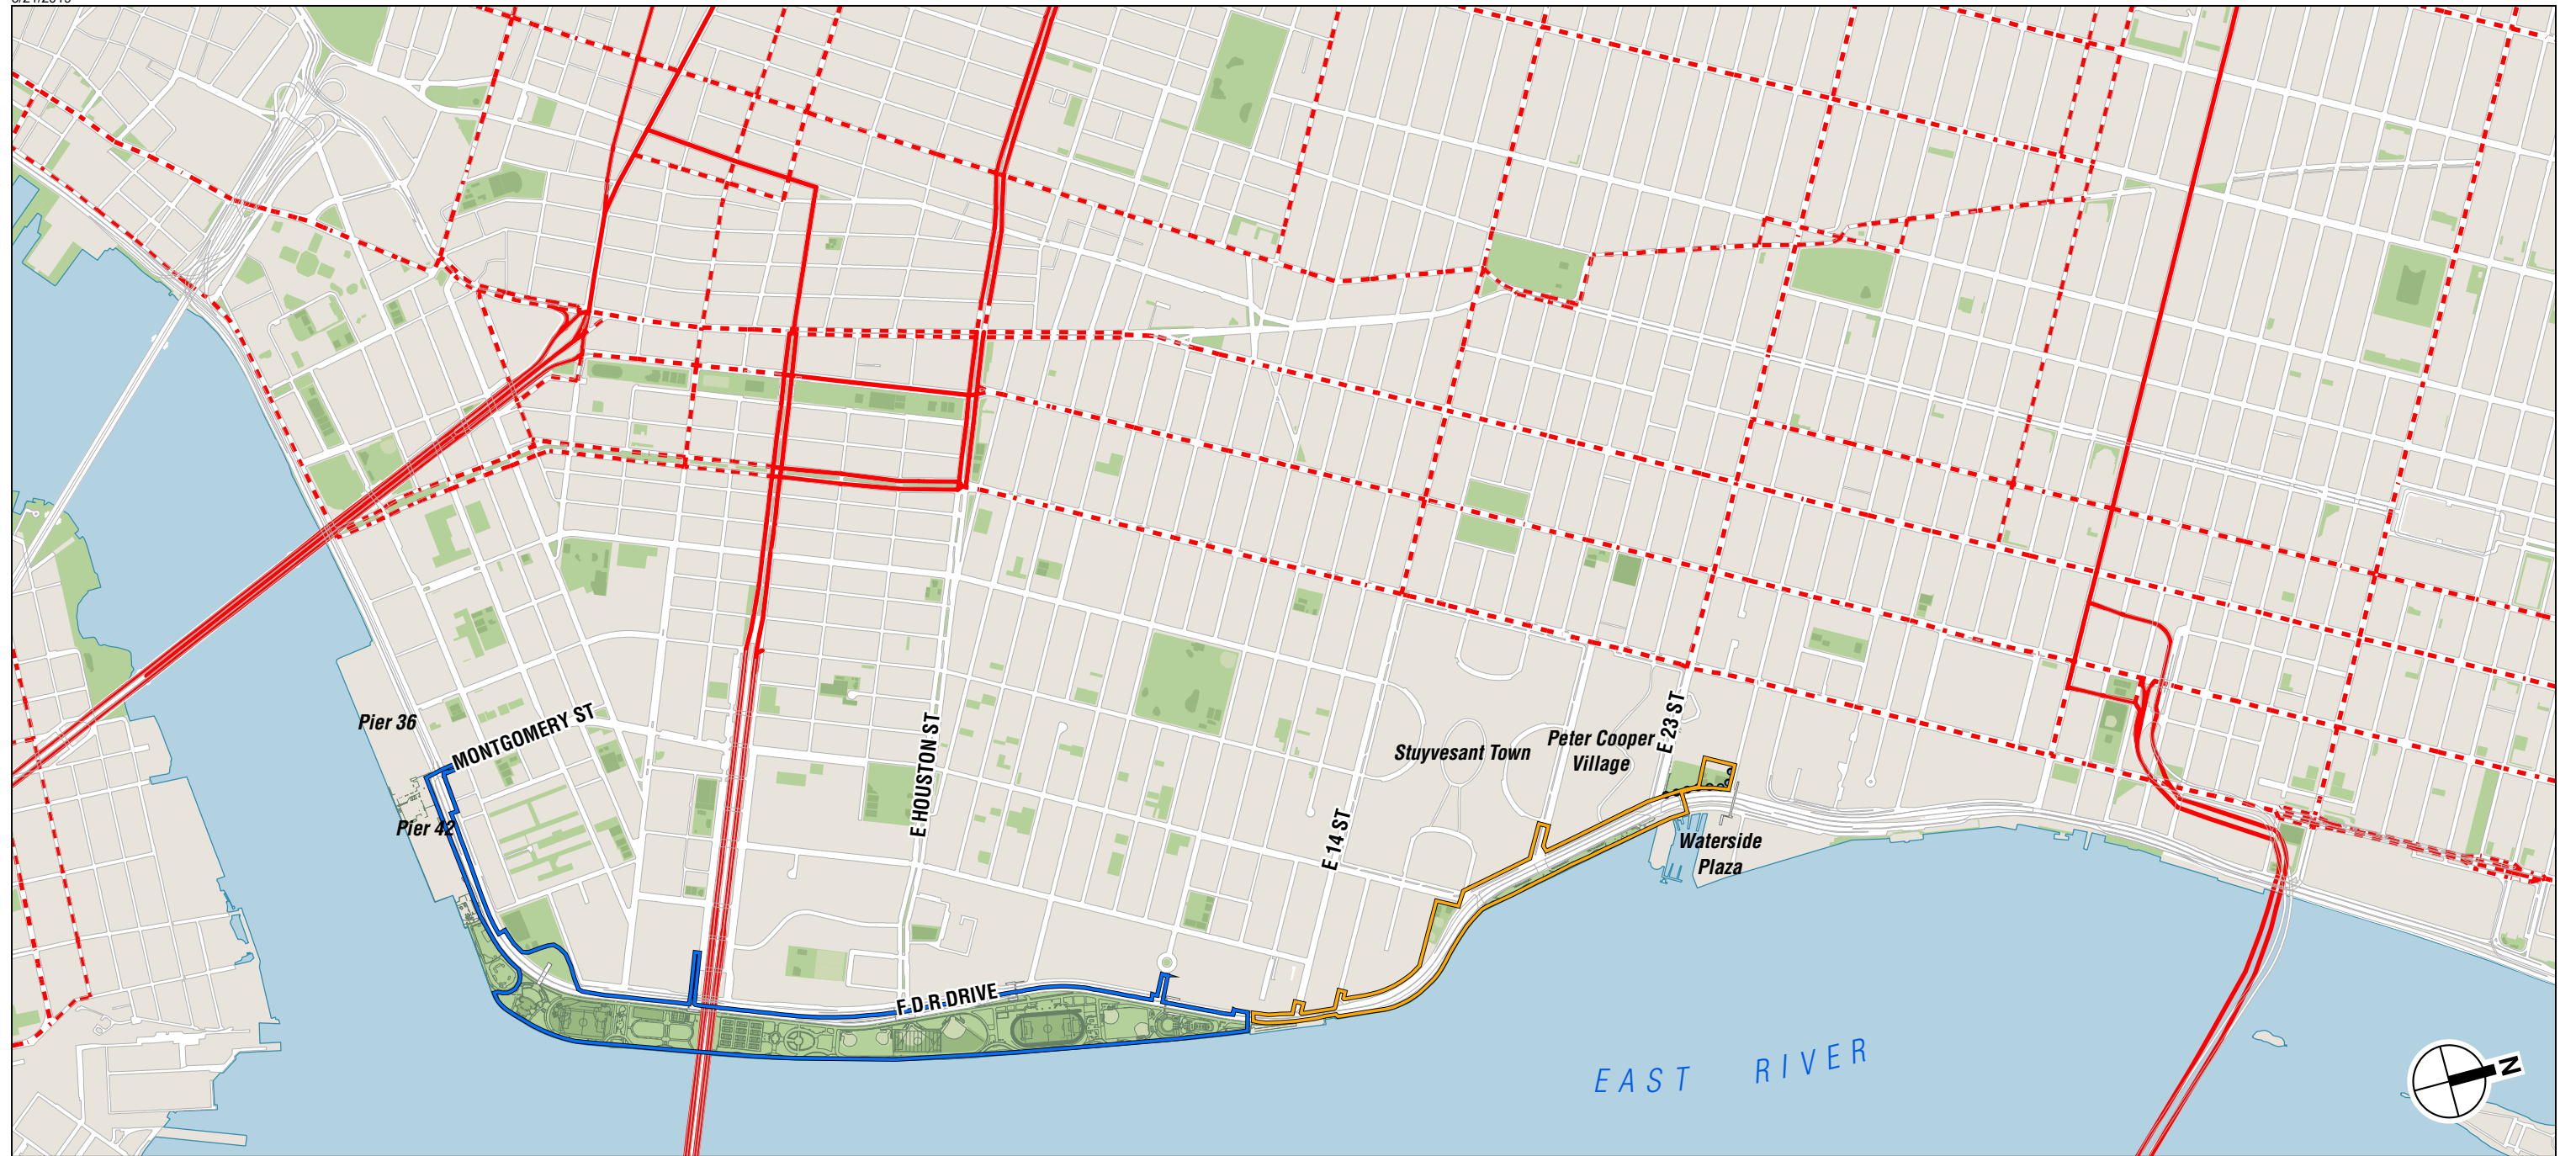 Pier 36
MONTGOMERY ST
Pier 42
E HOUSTON ST
F D R DRIVE
E 14 ST
Stuyvesant Town
Peter Cooper
Village
E 23 ST
Waterside
Plaza
EAST RIVER
N